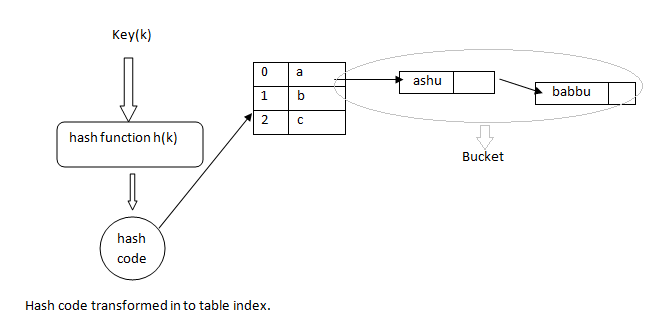 Key(k)
hash function h(k)
hash
code
0 a
1 b
2 c
ashu
babbu
Bucket
Hash code transformed in to table index.